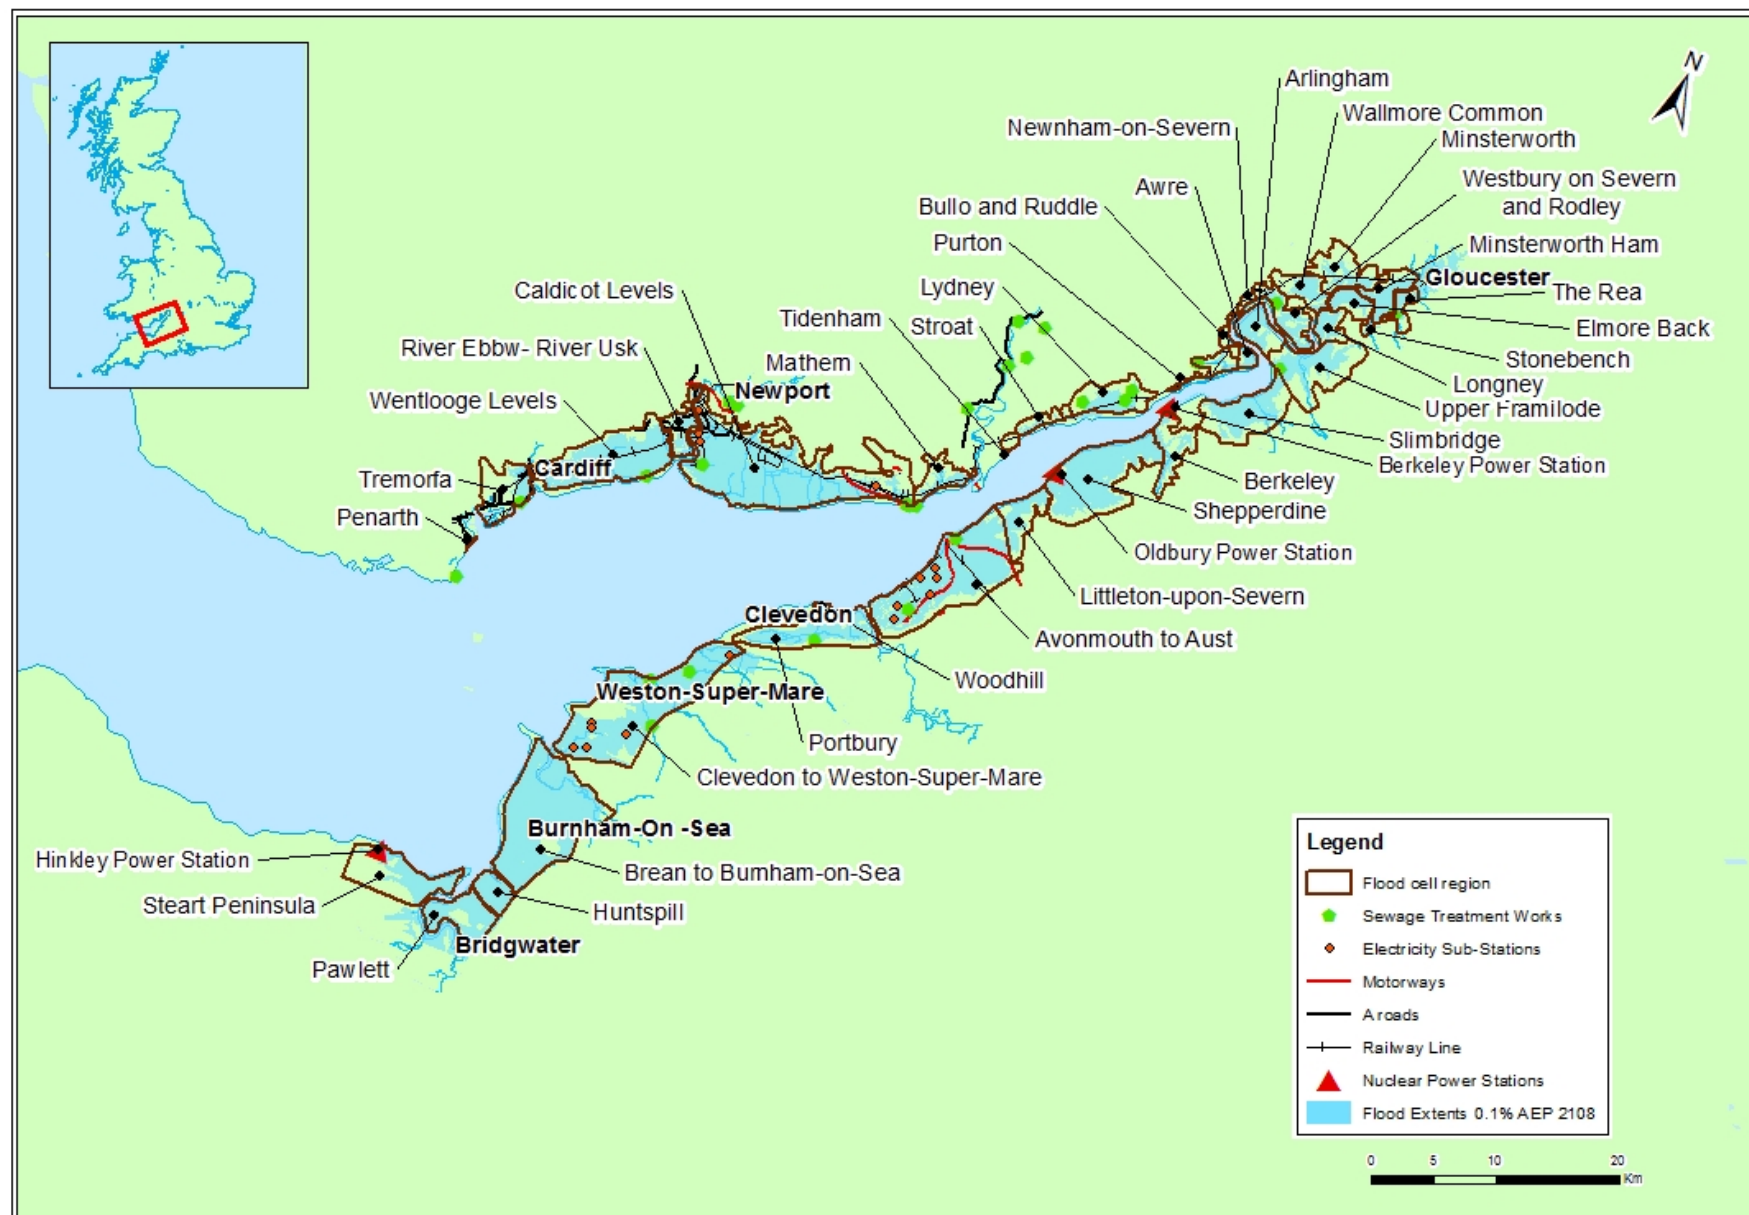 N
Arlingham
Wallmore Common
Newnham-on-Severn
Minsterworth
Awre
Westbury on Severn
and Rodley
Bullo and Ruddle
Purton
Minsterworth Ham
Gloucester
Lydney
The Rea
Caldicot Levels
Tidenham
Stroat
Elmore Back
River Ebbw- River Usk
Mathern
Stonebench
Newport
Longney
Wentlooge Levels
Upper Framilode
Slimbridge
Cardiff
Berkeley Power Station
Tremorfa
Berkeley
Penarth
Shepperdine
Oldbury Power Station
Littleton-upon-Severn
Clevedon
Avonmouth to Aust
Woodhill
Weston-Super-Mare
Portbury
Clevedon to Weston-Super-Mare
Burnham-On -Sea
Hinkley Power Station
Brean to Burnham-on-Sea
Steart Peninsula
Huntspill
Bridgwater
Pawlett
Legend
Flood cell region
Sewage Treatment Works
Electricity Sub-Stations
Motorways
A roads
Railway Line
Nuclear Power Stations
Flood Extents 0.1% AEP 2108
0 5 10 20
Km